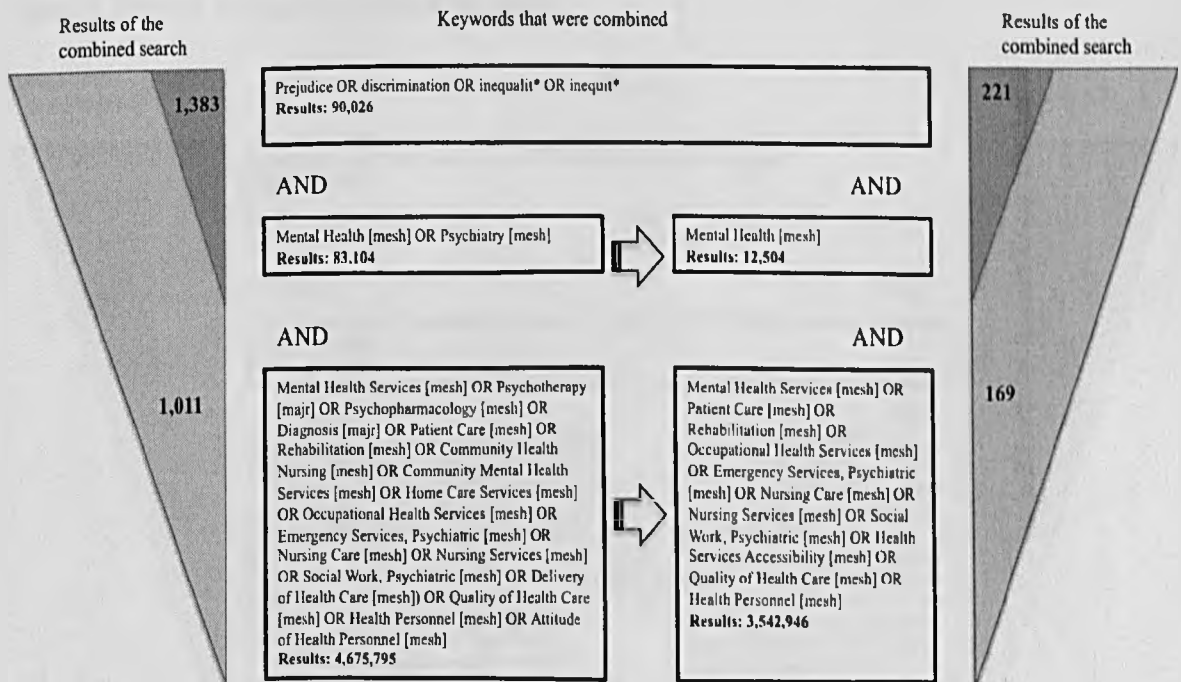 Results of the
combined search
Keywords that were combined
Results of the
combined search
1,383
Prejudice OR discrimination OR inequalit* OR inequit*
Results: 90,026
221
AND
AND
Mental Health [mesh] OR Psychiatry [mesh]
Results: 83,104
Mental Health [mesh]
Results: 12,504
AND
AND
1,011
Mental Health Services [mesh] OR Psychotherapy
[majr] OR Psychopharmacology [mesh] OR
Diagnosis [majr] OR Patient Care [mesh] OR
Rehabilitation [mesh] OR Community Health
Nursing [mesh] OR Community Mental Health
Services [mesh] OR Home Care Services [mesh]
OR Occupational Health Services [mesh] OR
Emergency Services, Psychiatric [mesh] OR
Nursing Care [mesh] OR Nursing Services [mesh]
OR Social Work, Psychiatric [mesh] OR Delivery
of Health Care [mesh]) OR Quality of Health Care
[mesh] OR Health Personnel [mesh] OR Attitude
of Health Personnel [mesh]
Results: 4,675,795
Mental Health Services [mesh] OR
Patient Care [mesh] OR
Rehabilitation [mesh] OR
Occupational Health Services [mesh]
OR Emergency Services, Psychiatric
[mesh] OR Nursing Care [mesh] OR
Nursing Services [mesh] OR Social
Work, Psychiatric [mesh] OR Health
Services Accessibility [mesh] OR
Quality of Health Care [mesh] OR
Health Personnel [mesh]
Results: 3,542,946
169